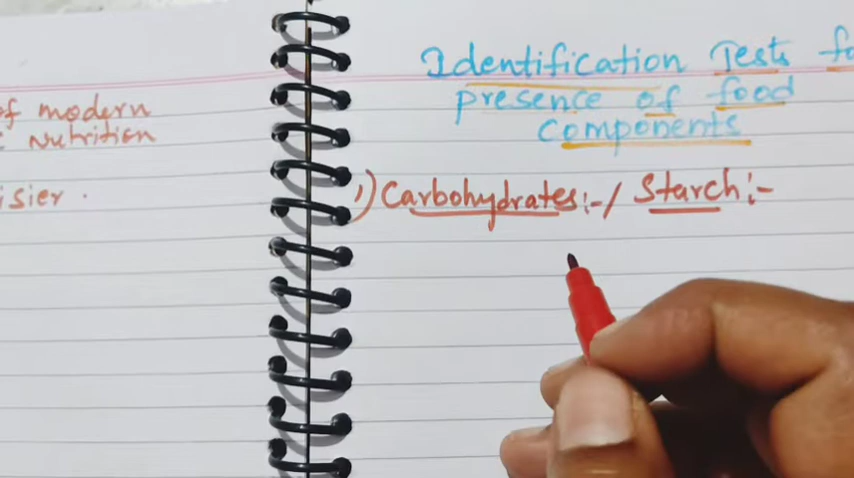 of modern
nutrition
isier .
Identification Tests fo
presence of food
components
1) Carbohydrates:- / Starch:-